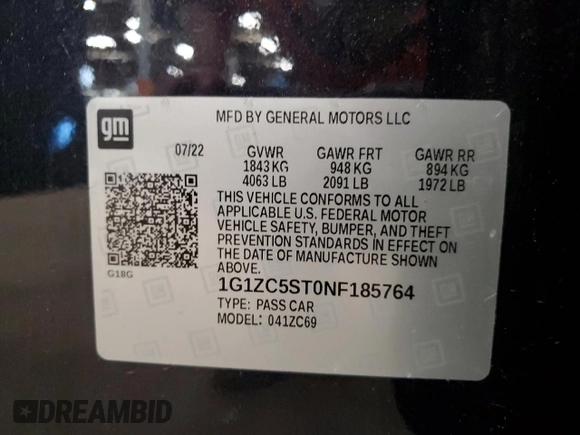 MFD BY GENERAL MOTORS LLC
gm
07/22 GVWR GAWR FRT GAWR RR
1843 KG 948 KG 894 KG
4063 LB 2091 LB 1972 LB
THIS VEHICLE CONFORMS TO ALL
APPLICABLE U.S. FEDERAL MOTOR
VEHICLE SAFETY, BUMPER, AND THEFT
PREVENTION STANDARDS IN EFFECT ON
THE DATE OF MANUFACTURE SHOWN
ABOVE.
G18G
1G1ZC5ST0NF185764
TYPE: PASS CAR
MODEL: 041ZC69
DREAMBID